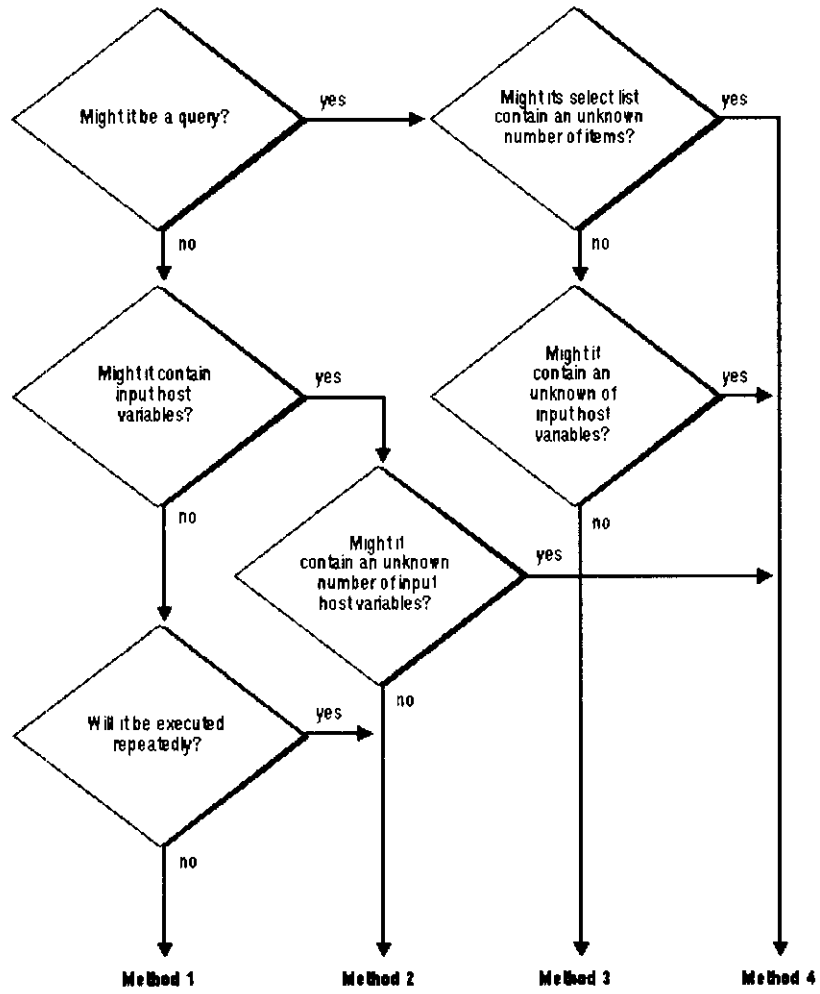 Might it be a query?
yes
Might its select list
contain an unknown
number of items?
yes
no
no
Might it contain
input host
variables?
yes
Might it
contain an
unknown of
input host
variables?
yes
no
no
Might it
contain an unknown
number of input
host variables?
yes
no
Will it be executed
repeatedly?
yes
no
Method 1
Method 2
Method 3
Method 4